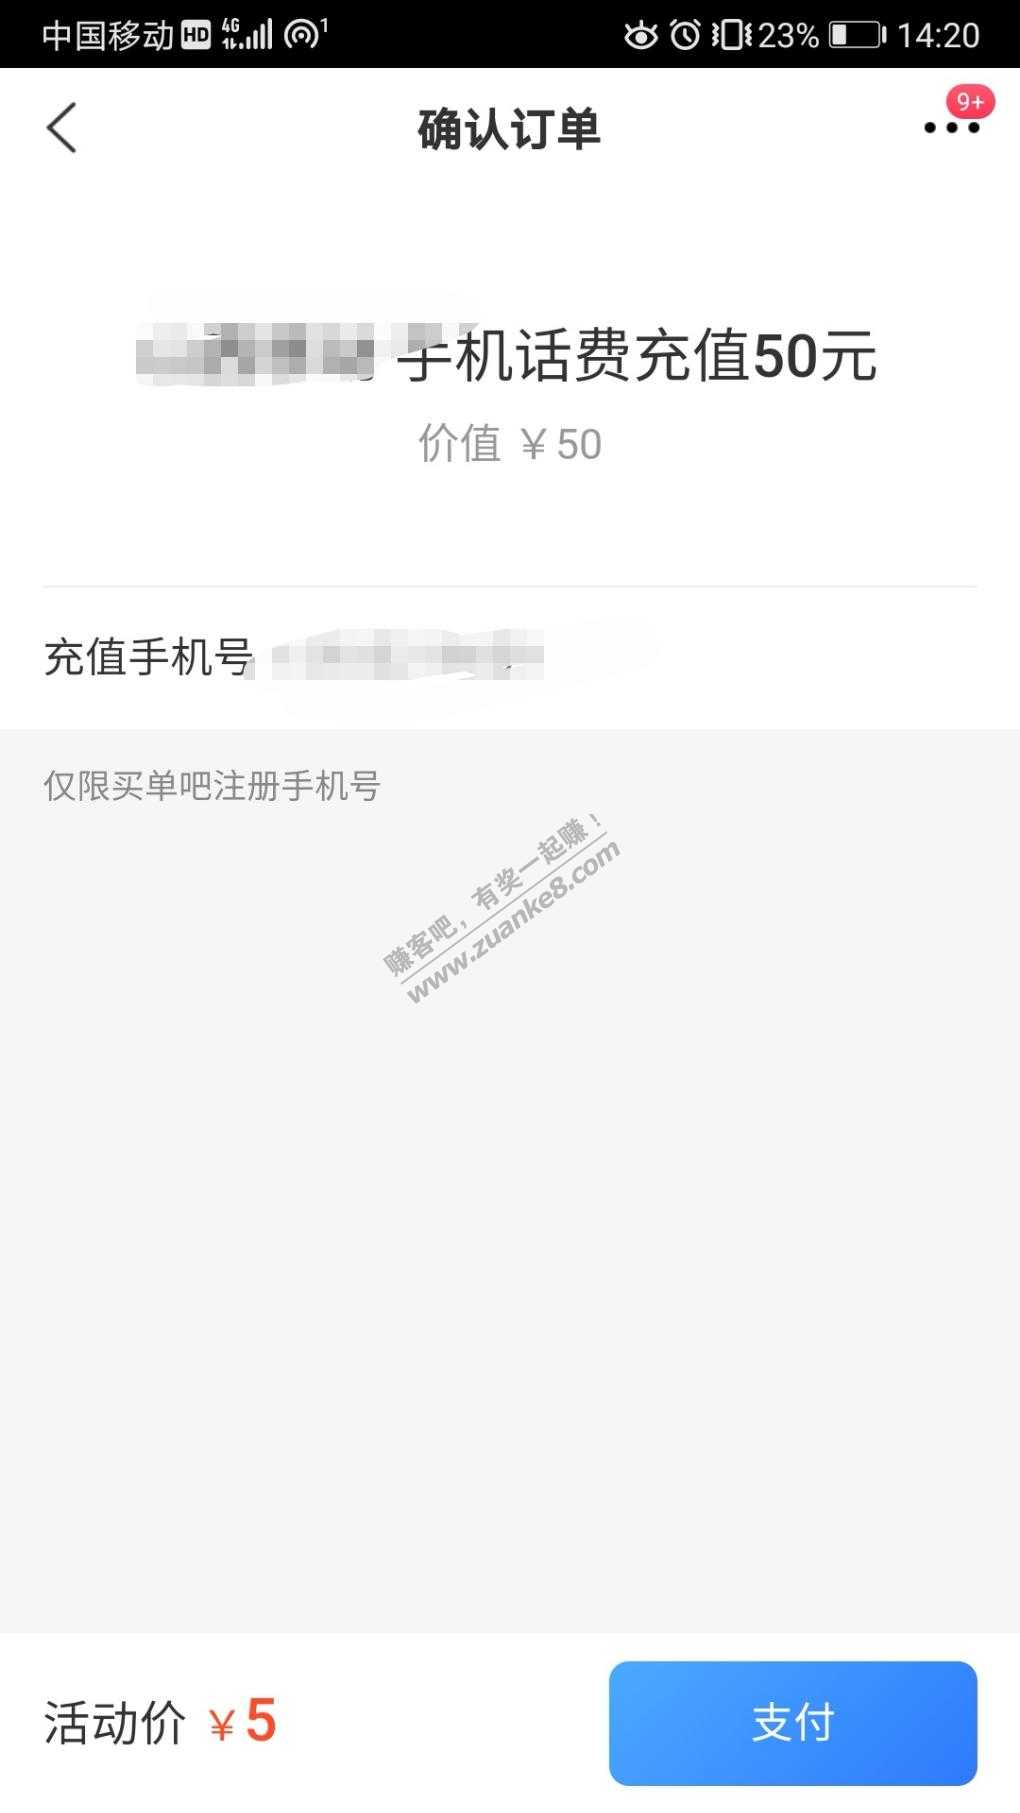 中国移动 HD 4G 1 23% 14:20
确认订单
9+
手机话费充值50元
价值 ￥50
充值手机号
仅限买单吧注册手机号
赚客吧，有奖一起赚！
www.zuanke8.com
活动价 ￥5
支付